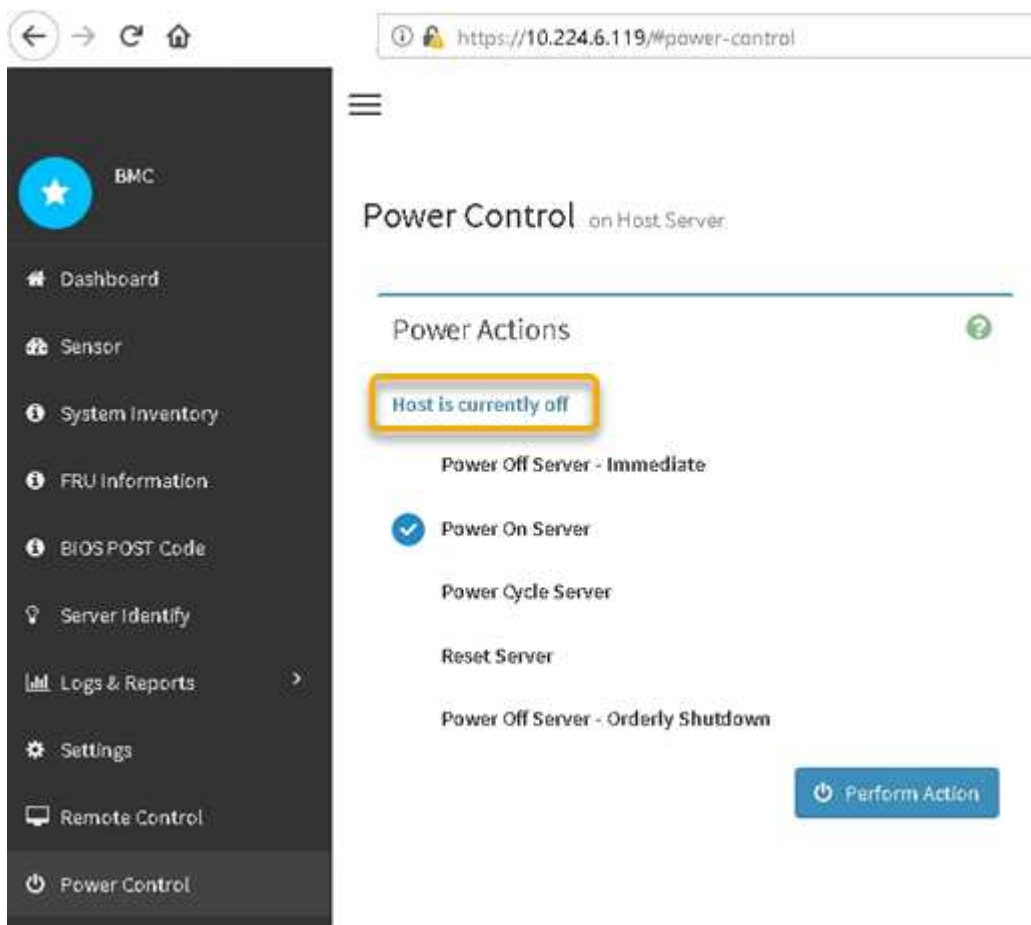 https://10.224.6.119/#power-control
BMC
Power Control on Host Server
Dashboard
Power Actions
Sensor
Host is currently off
System Inventory
Power Off Server - Immediate
FRU Information
Power On Server
BIOS POST Code
Power Cycle Server
Server Identify
Reset Server
Logs & Reports
Power Off Server - Orderly Shutdown
Settings
Perform Action
Remote Control
Power Control